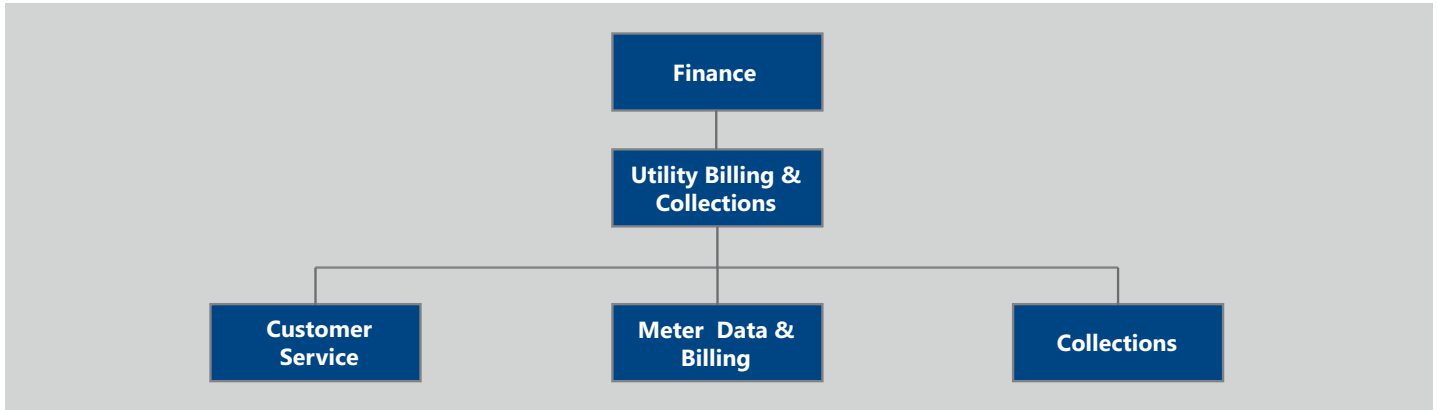 Finance
Utility Billing &
Collections
Customer
Service
Meter Data &
Billing
Collections